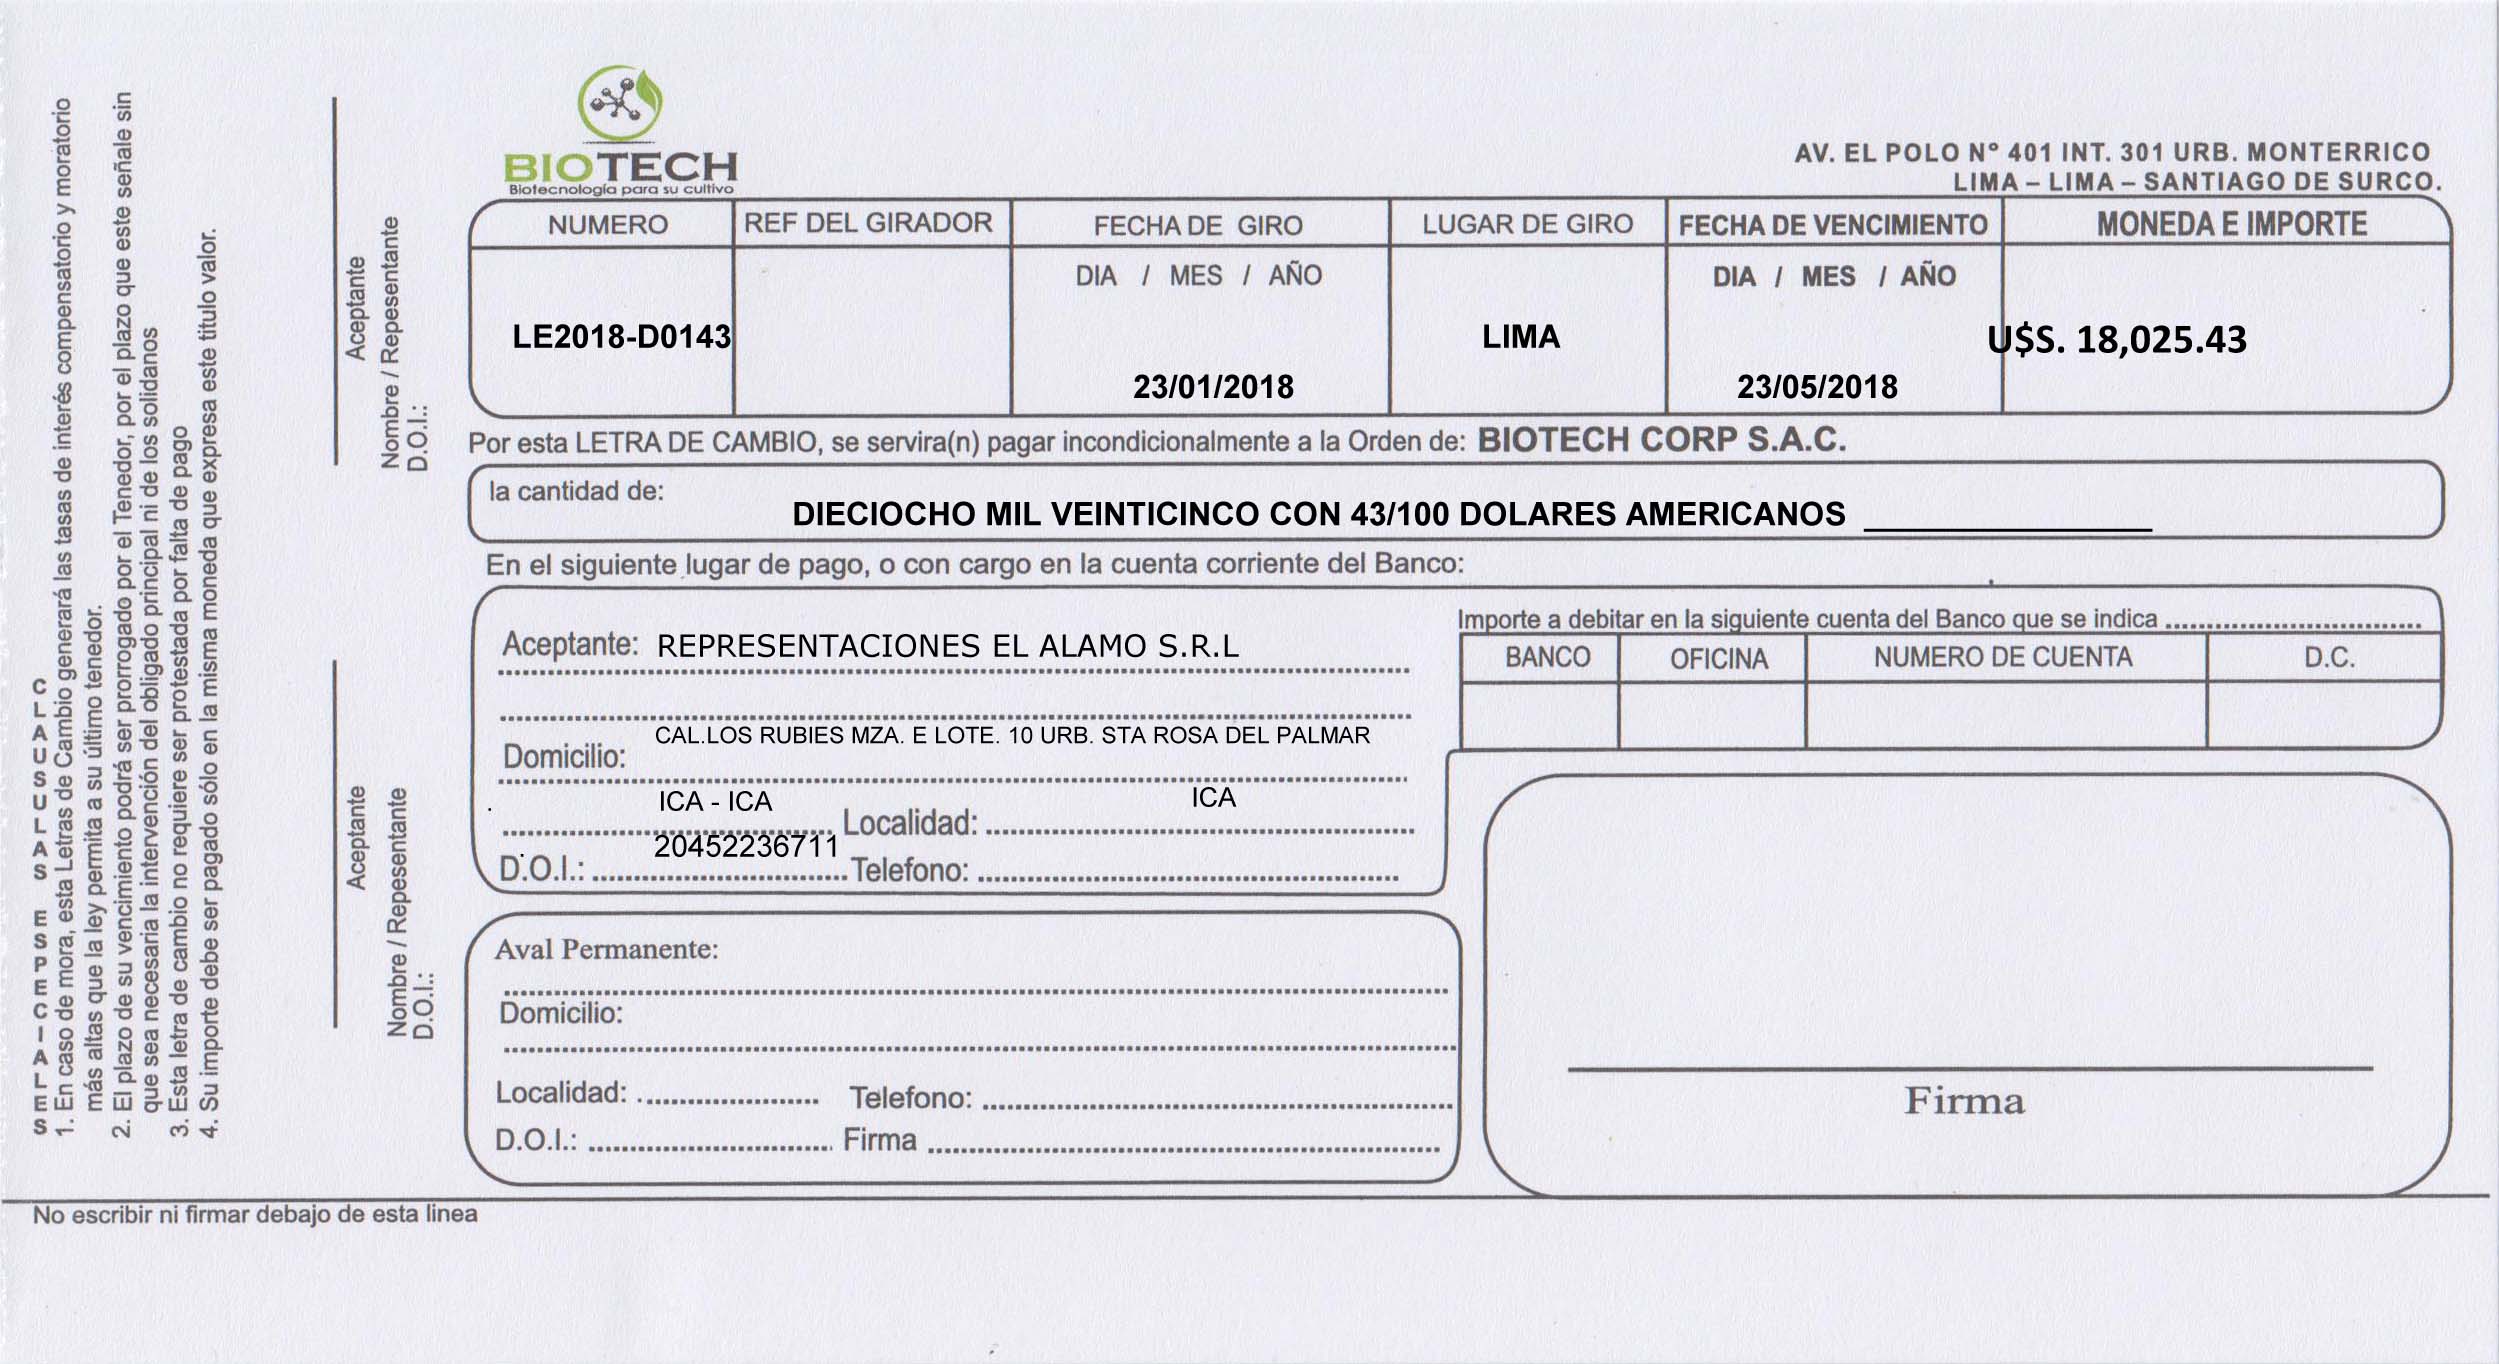 BIOTECH
Biotecnología para su cultivo
AV. EL POLO N° 401 INT. 301 URB. MONTERRICO
LIMA – LIMA – SANTIAGO DE SURCO.
NUMERO REF DEL GIRADOR FECHA DE GIRO LUGAR DE GIRO FECHA DE VENCIMIENTO MONEDA E IMPORTE
DIA / MES / AÑO DIA / MES / AÑO
LE2018-D0143 LIMA U$S. 18,025.43
23/01/2018 23/05/2018
Por esta LETRA DE CAMBIO, se servira(n) pagar incondicionalmente a la Orden de: BIOTECH CORP S.A.C.
la cantidad de:
DIECIOCHO MIL VEINTICINCO CON 43/100 DOLARES AMERICANOS
En el siguiente lugar de pago, o con cargo en la cuenta corriente del Banco:
Aceptante: REPRESENTACIONES EL ALAMO S.R.L
CAL.LOS RUBIES MZA. E LOTE. 10 URB. STA ROSA DEL PALMAR
Domicilio:
ICA - ICA ICA
Localidad:
20452236711
D.O.I.: Telefono:
Importe a debitar en la siguiente cuenta del Banco que se indica
BANCO OFICINA NUMERO DE CUENTA D.C.
Aval Permanente:
Domicilio:
Localidad: Telefono:
D.O.I.: Firma
Firma
No escribir ni firmar debajo de esta linea
CLAUSULAS ESPECIALES
1. En caso de mora, esta Letras de Cambio generará las tasas de interés compensatorio y moratorio
más altas que la ley permita a su último tenedor.
2. El plazo de su vencimiento podrá ser prorrogado por el Tenedor, por el plazo que este señale sin
que sea necesaria la intervención del obligado principal ni de los solidanos
3. Esta letra de cambio no requiere ser protestada por falta de pago
4. Su importe debe ser pagado sólo en la misma moneda que expresa este titulo valor.
Aceptante
Nombre / Repesentante
D.O.I.:
Aceptante
Nombre / Repesentante
D.O.I.: